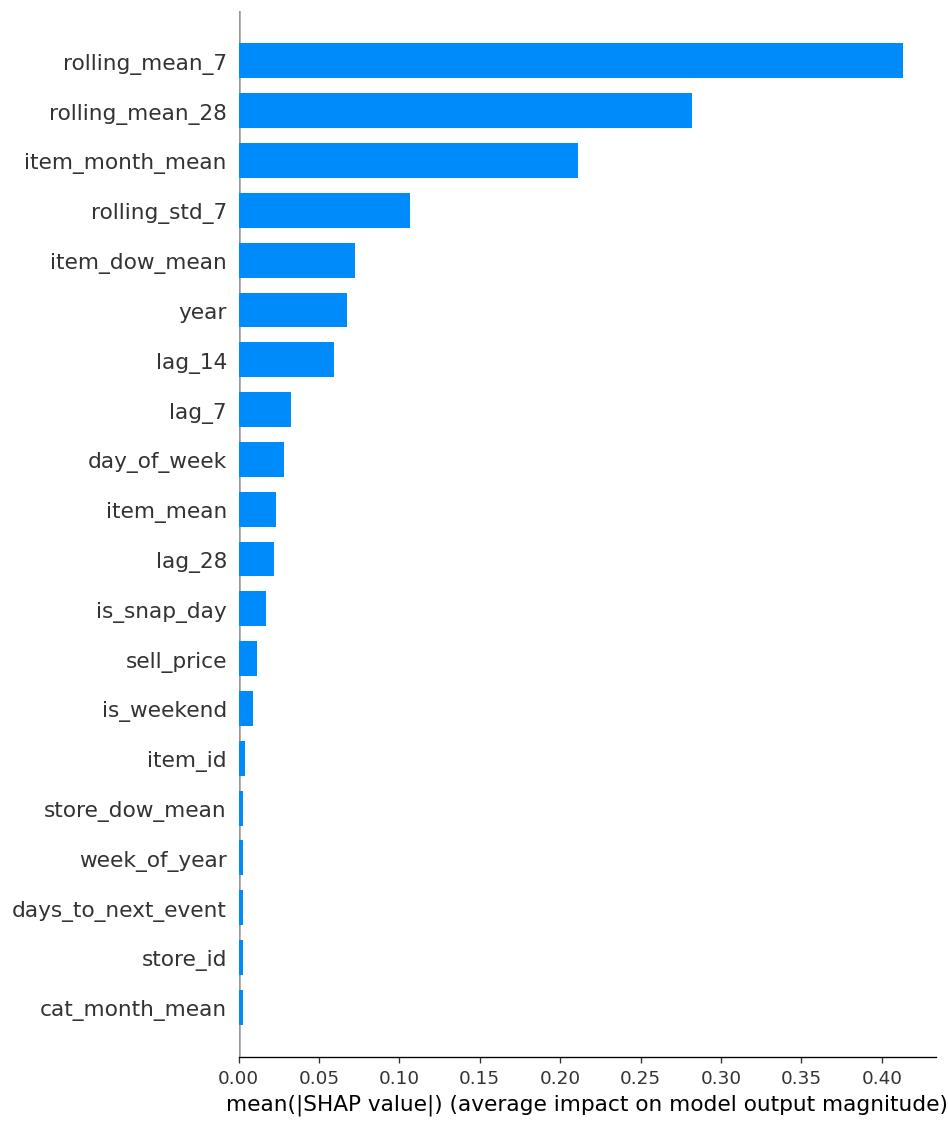 rolling_mean_7
rolling_mean_28
item_month_mean
rolling_std_7
item_dow_mean
year
lag_14
lag_7
day_of_week
item_mean
lag_28
is_snap_day
sell_price
is_weekend
item_id
store_dow_mean
week_of_year
days_to_next_event
store_id
cat_month_mean
0.00 0.05 0.10 0.15 0.20 0.25 0.30 0.35 0.40
mean(|SHAP value|) (average impact on model output magnitude)